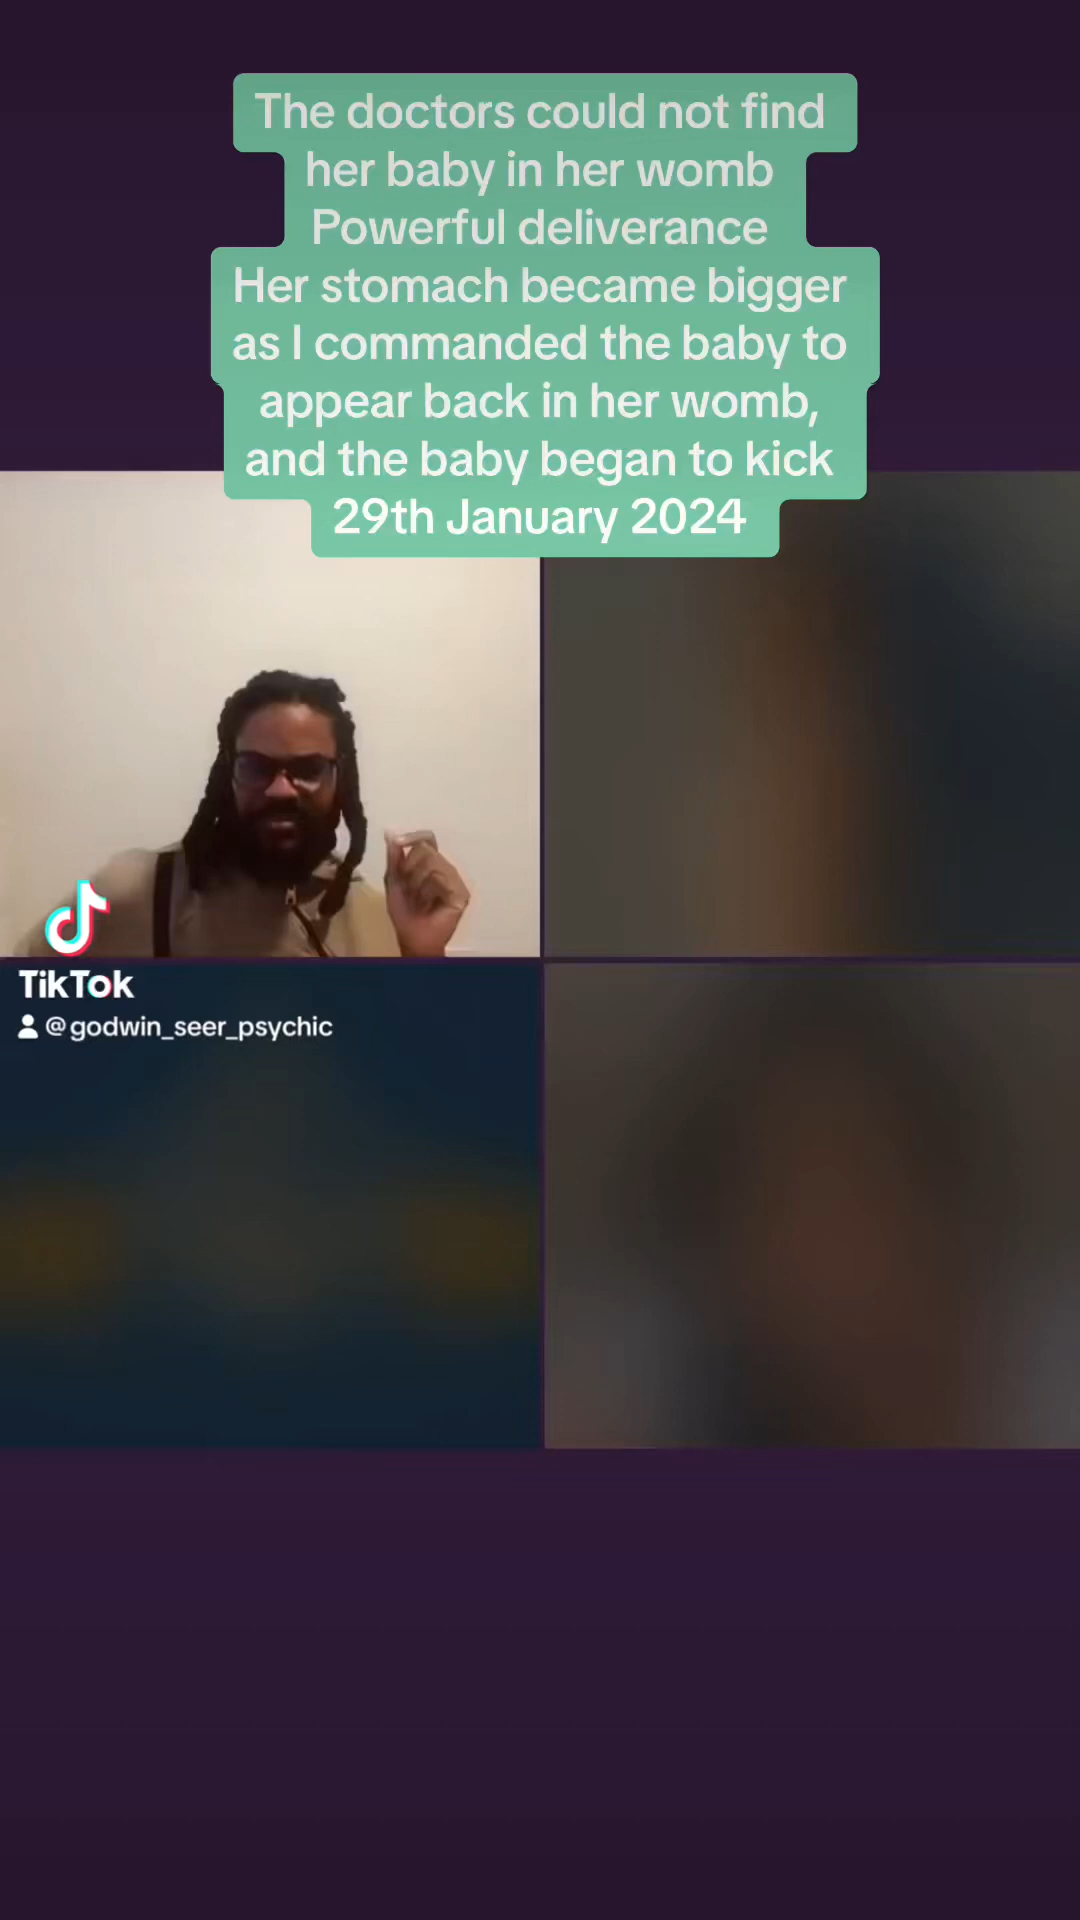 The doctors could not find
her baby in her womb
Powerful deliverance
Her stomach became bigger
as I commanded the baby to
appear back in her womb,
and the baby began to kick
29th January 2024
TikTok
@godwin_seer_psychic